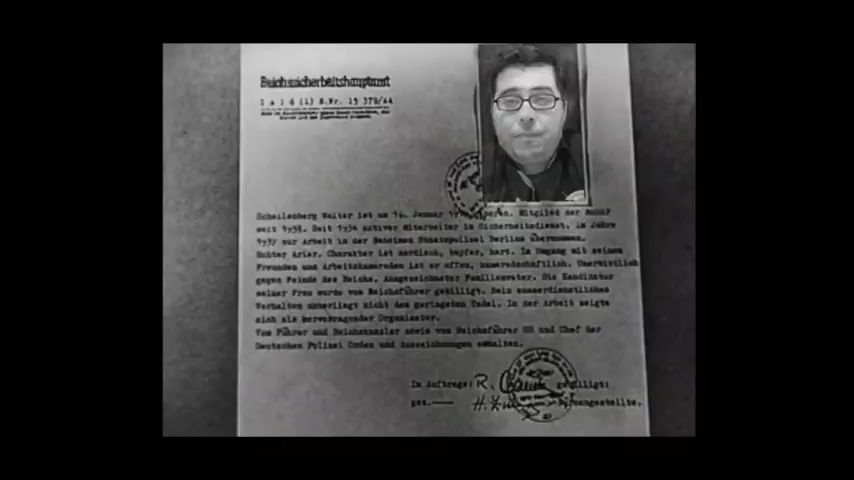 Reichssicherheitshauptamt
Schellenberg Walter ist am 16. Januar geboren. Mitglied der NSDAP
seit 1933. Seit 1934 aktiver Mitarbeiter im Sicherheitsdienst. Im Jahre
1937 zur Arbeit in der Geheimen Staatspolizei Berlins übernommen.
Echter Arier. Charakter ist nordisch, tapfer, hart. Im Umgang mit seinen
Freunden und Arbeitskameraden ist er offen, kameradschaftlich. Unerbittlich
gegen Feinde des Reichs. Ausgezeichneter Familienvater. Die Kandidatur
seiner Frau wurde vom Reichsführer gebilligt. Sein ausserdienstliches
Verhalten unterliegt nicht dem geringsten Tadel. In der Arbeit zeigte
sich als hervorragender Organisator.
Vom Führer und Reichskanzler sowie vom Reichsführer SS und Chef der
Deutschen Polizei Orden und Auszeichnungen erhalten.
Im Auftrage: R. gebilligt:
gez.— H.